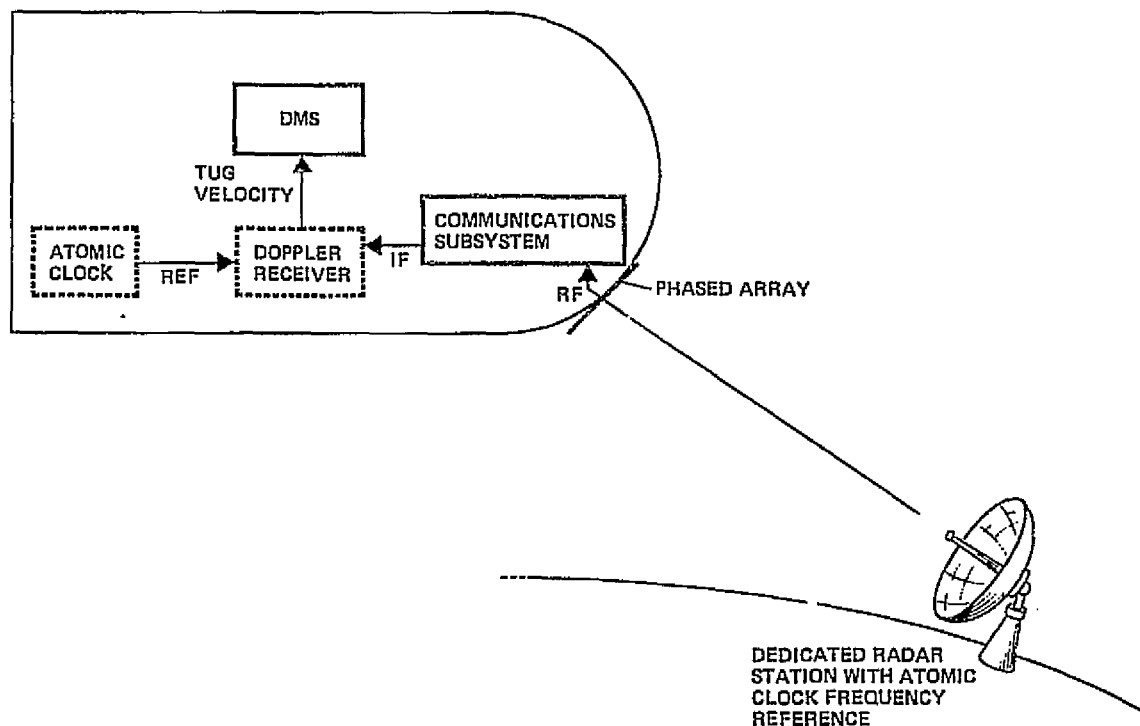 DMS
TUG
VELOCITY
COMMUNICATIONS
SUBSYSTEM
ATOMIC
CLOCK
REF
DOPPLER
RECEIVER
IF
RF
PHASED ARRAY
DEDICATED RADAR
STATION WITH ATOMIC
CLOCK FREQUENCY
REFERENCE